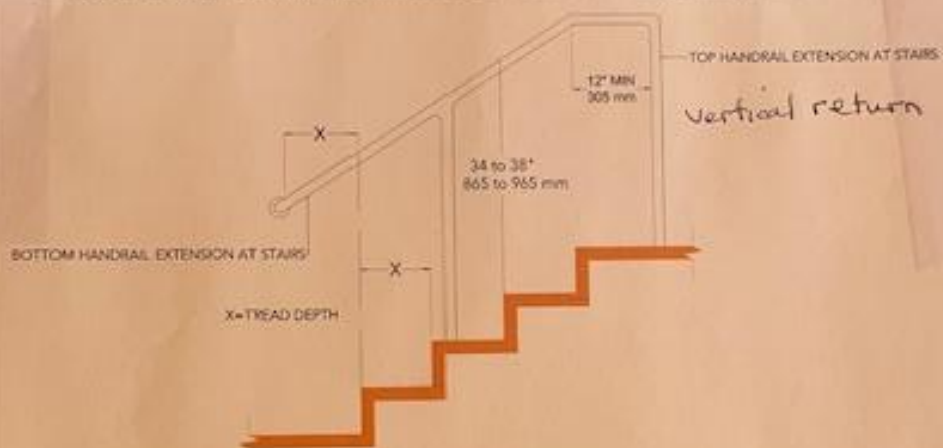 TOP HANDRAIL EXTENSION AT STAIRS
12" MIN
305 mm
vertical return
X
34 to 38"
865 to 965 mm
BOTTOM HANDRAIL EXTENSION AT STAIRS
X
X=TREAD DEPTH